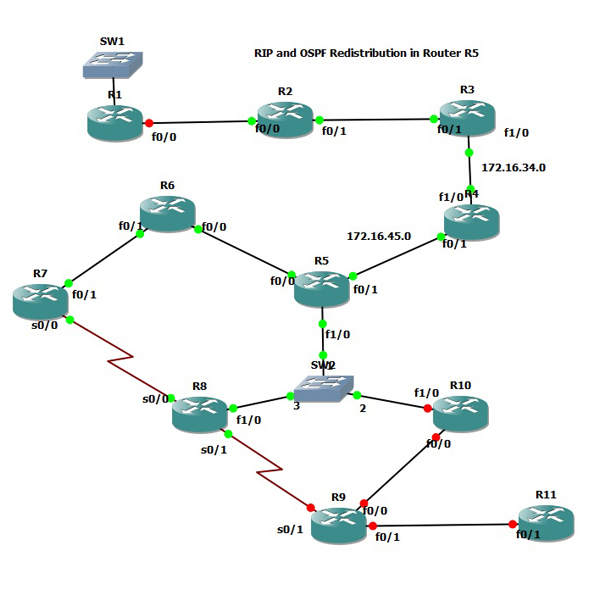 SW1
RIP and OSPF Redistribution in Router R5
R1
f0/0
R2
f0/0
f0/1
R3
f0/1
f1/0
172.16.34.0
f1/0
R4
f0/1
172.16.45.0
R6
f0/1
f0/0
R5
f0/0
f0/1
f1/0
R7
f0/1
s0/0
SW2
1
3
2
R8
s0/0
f1/0
s0/1
R10
f1/0
f0/0
R9
f0/0
s0/1
f0/1
R11
f0/1